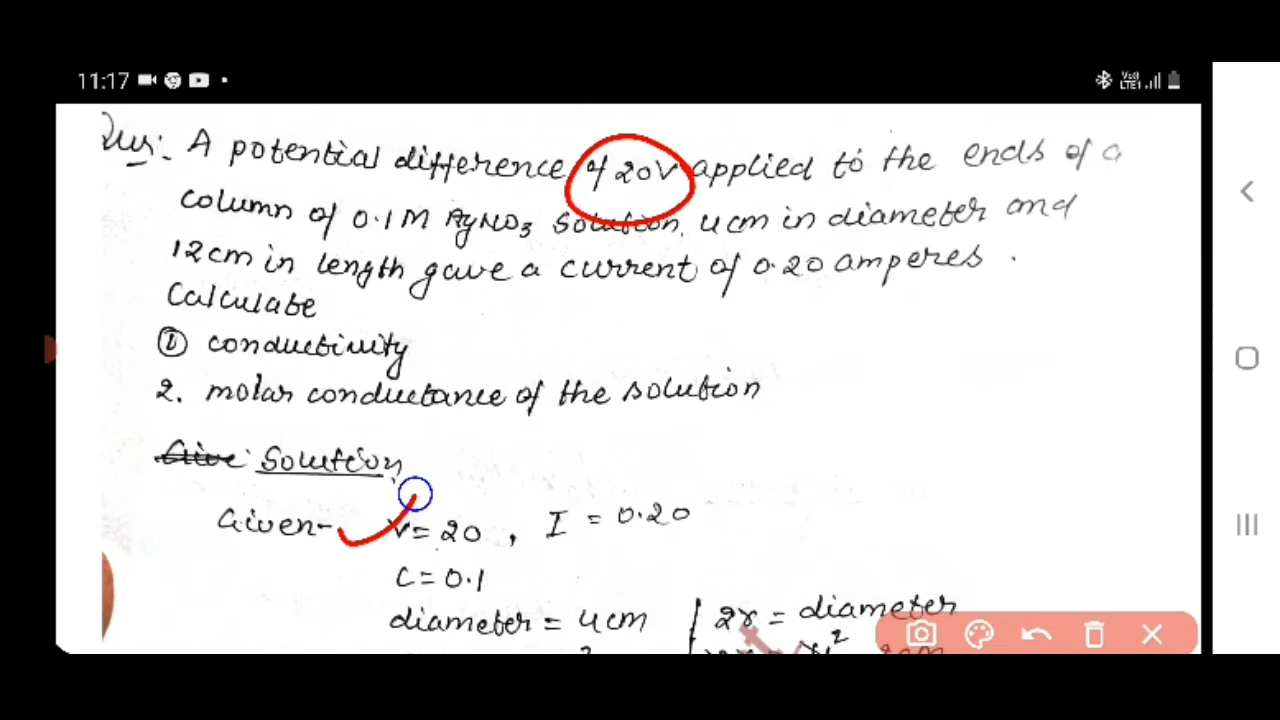 11:17
Ques:- A potential difference of 20V applied to the ends of a
column of 0.1M AgNO3 solution, 4cm in diameter and
12cm in length gave a current of 0.20 amperes.
Calculate
① conductivity
2. molar conductance of the solution
Give: Solution,
Given- V= 20 , I = 0.20
C = 0.1
diameter = 4cm | 2r = diameter